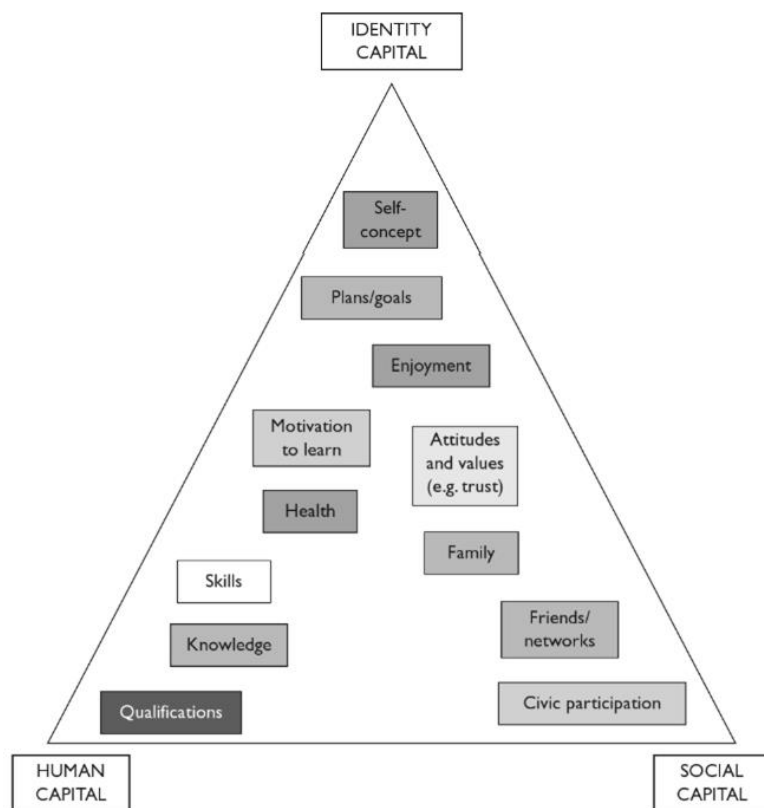 IDENTITY
CAPITAL
Self-
concept
Plans/goals
Enjoyment
Motivation
to learn
Attitudes
and values
(e.g. trust)
Health
Family
Skills
Friends/
networks
Knowledge
Civic participation
Qualifications
HUMAN
CAPITAL
SOCIAL
CAPITAL